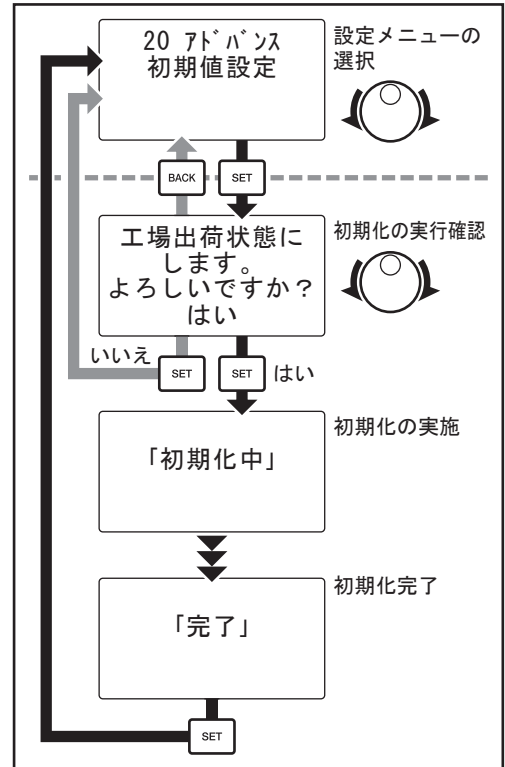 20 ｱﾄﾞﾊﾞﾝｽ
初期値設定
設定メニューの
選択
BACK
SET
工場出荷状態に
します。
よろしいですか？
はい
初期化の実行確認
いいえ
SET
SET
はい
「初期化中」
初期化の実施
「完了」
初期化完了
SET